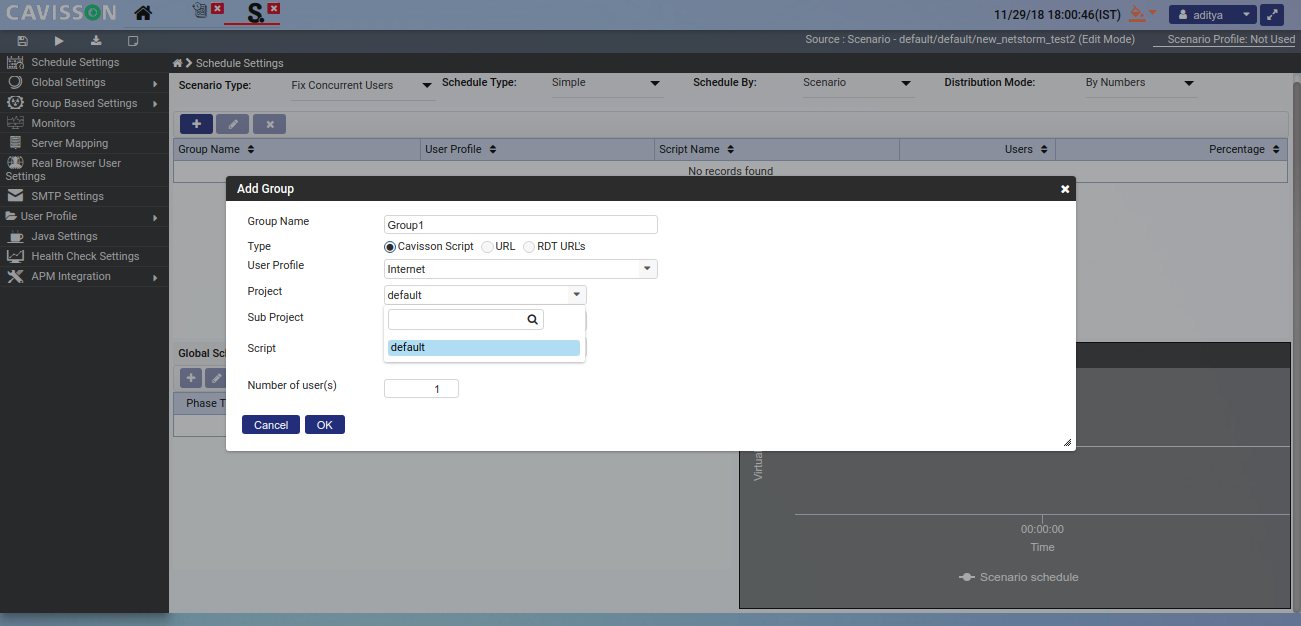 CAVISSON
S.
11/29/18 18:00:46(IST)
aditya
Source : Scenario - default/default/new_netstorm_test2 (Edit Mode)
Scenario Profile: Not Used
Schedule Settings
Global Settings
Group Based Settings
Monitors
Server Mapping
Real Browser User
Settings
SMTP Settings
User Profile
Java Settings
Health Check Settings
APM Integration
Schedule Settings
Scenario Type:
Fix Concurrent Users
Schedule Type:
Simple
Schedule By:
Scenario
Distribution Mode:
By Numbers
Group Name
User Profile
Script Name
Users
Percentage
No records found
Add Group
Group Name
Group1
Type
Cavisson Script
URL
RDT URL's
User Profile
Internet
Project
default
Sub Project
default
Script
Number of user(s)
1
Cancel
OK
Global Sc
Phase T
Virtua
00:00:00
Time
Scenario schedule